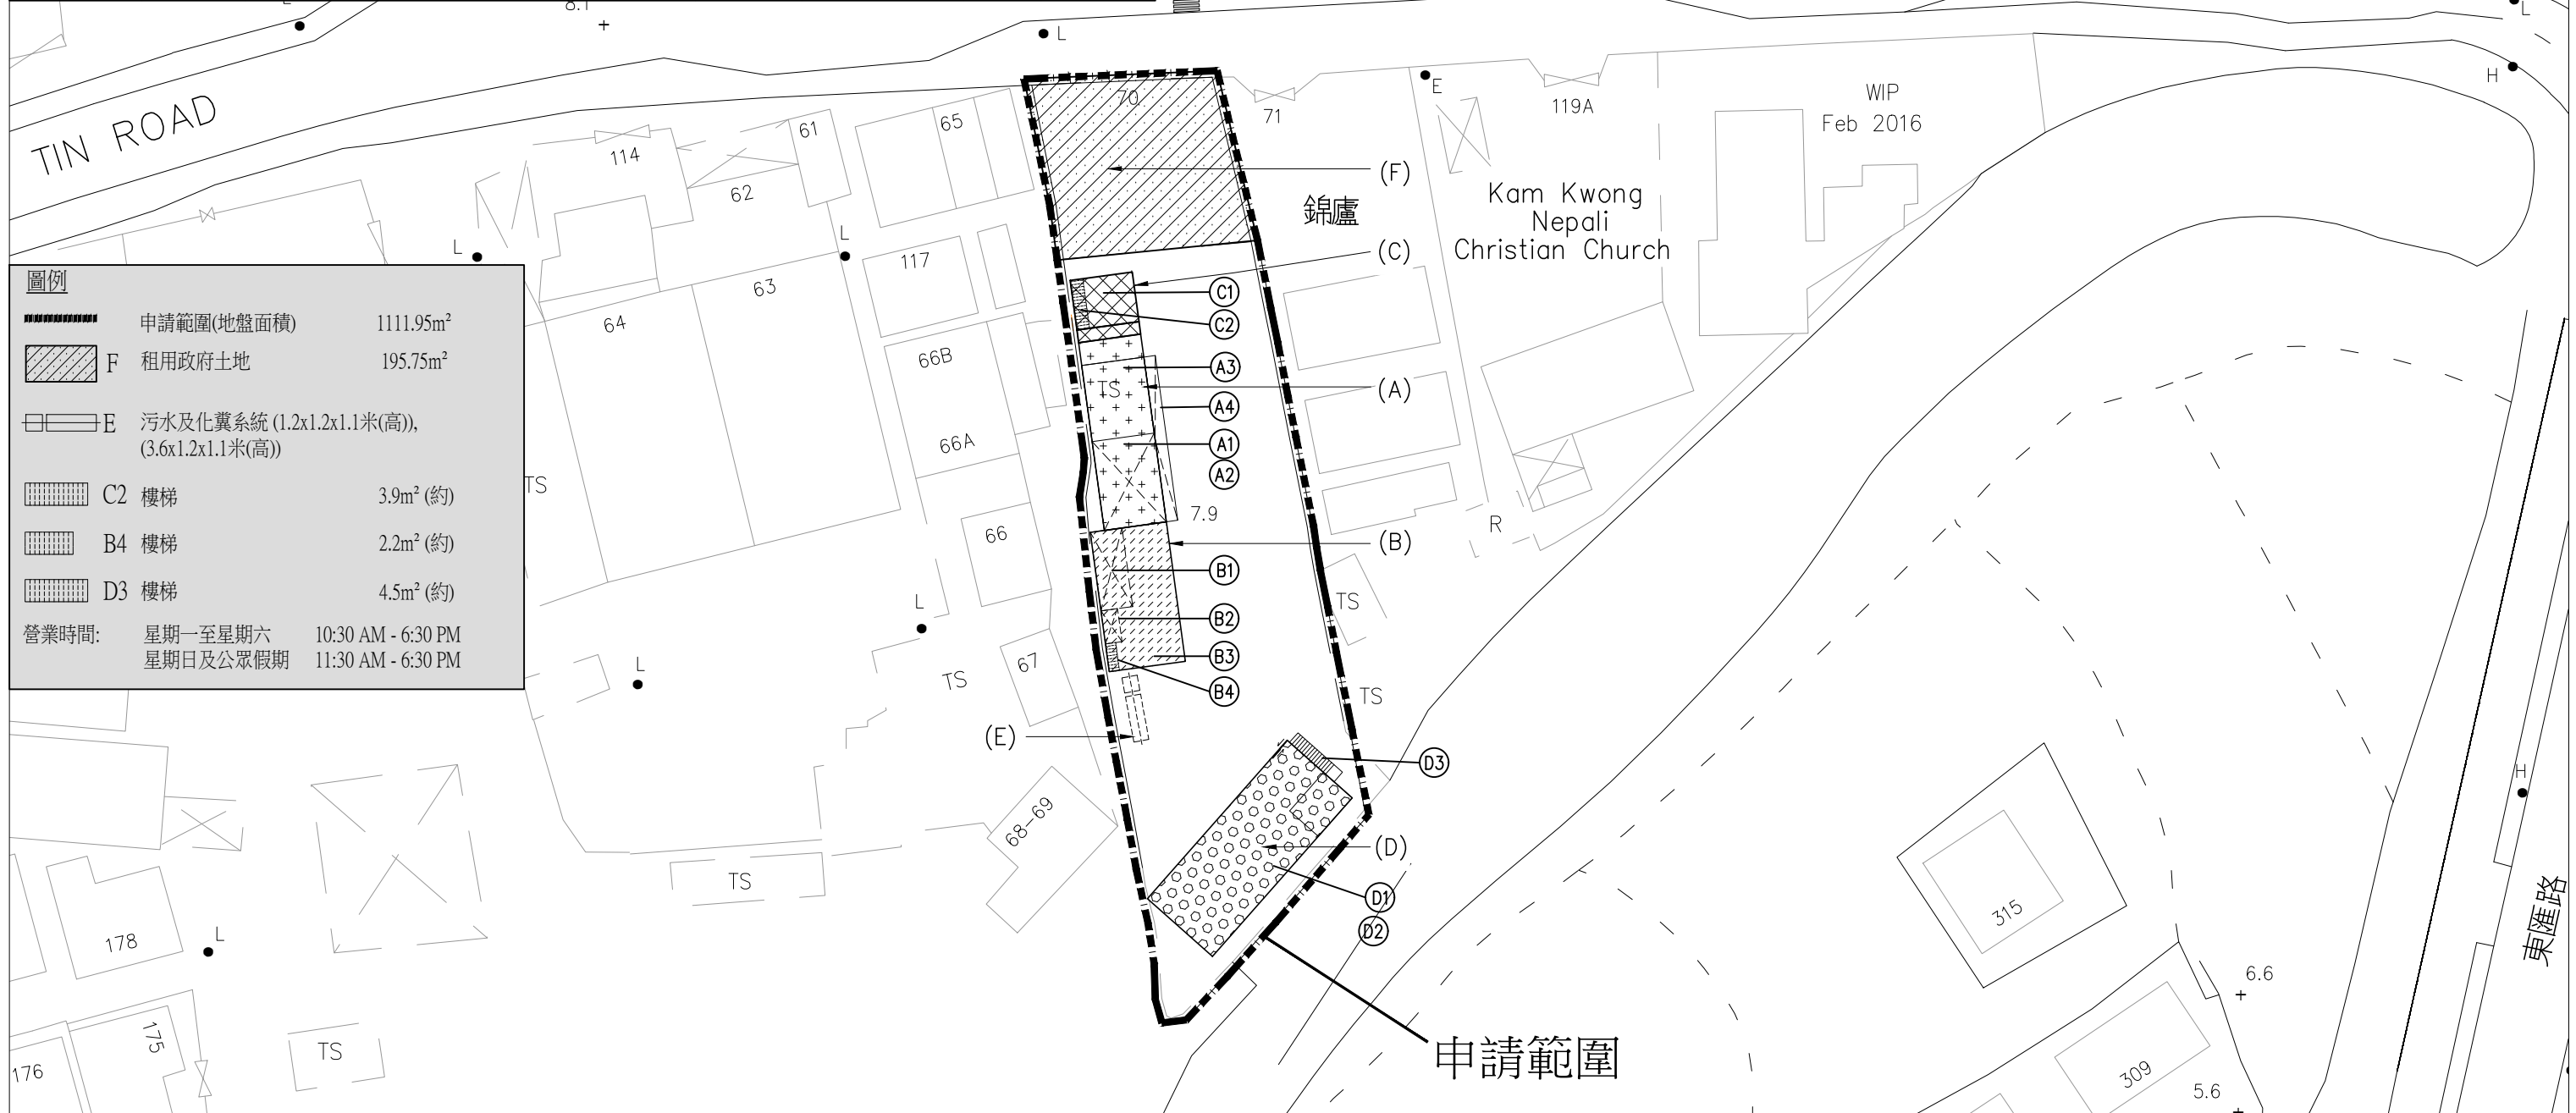 8.1
L
L
TIN ROAD
70
71
E
119A
WIP
Feb 2016
H
L
114
61
65
62
(F)
錦廬
Kam Kwong
Nepali
Christian Church
L
L
117
63
64
(C)
C1
C2
66B
66A
A3
TS
(A)
A4
A1
A2
7.9
圖例
申請範圍(地盤面積) 1111.95m²
F 租用政府土地 195.75m²
E 污水及化糞系統 (1.2x1.2x1.1米(高)),
(3.6x1.2x1.1米(高))
C2 樓梯 3.9m² (約)
B4 樓梯 2.2m² (約)
D3 樓梯 4.5m² (約)
營業時間: 星期一至星期六 10:30 AM - 6:30 PM
星期日及公眾假期 11:30 AM - 6:30 PM
TS
66
R
(B)
B1
TS
L
B2
B3
B4
67
L
TS
TS
(E)
D3
H
68-69
(D)
TS
D1
D2
178
L
315
東匯路
6.6
申請範圍
175
TS
176
309
5.6